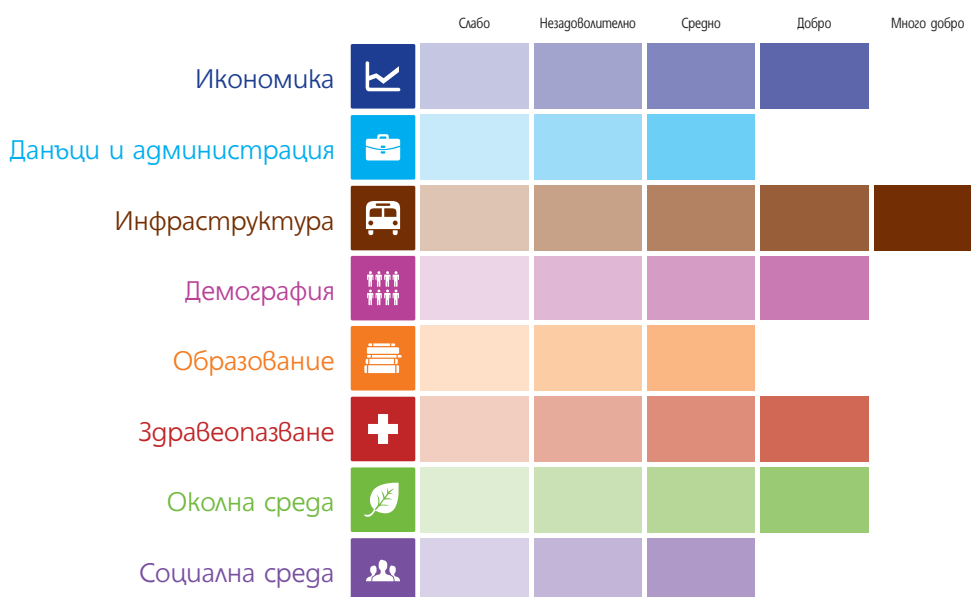 Слабо Незадоволително Средно Добро Много добро
Икономика
Данъци и администрация
Инфраструктура
Демография
Образование
Здравеопазване
Околна среда
Социална среда